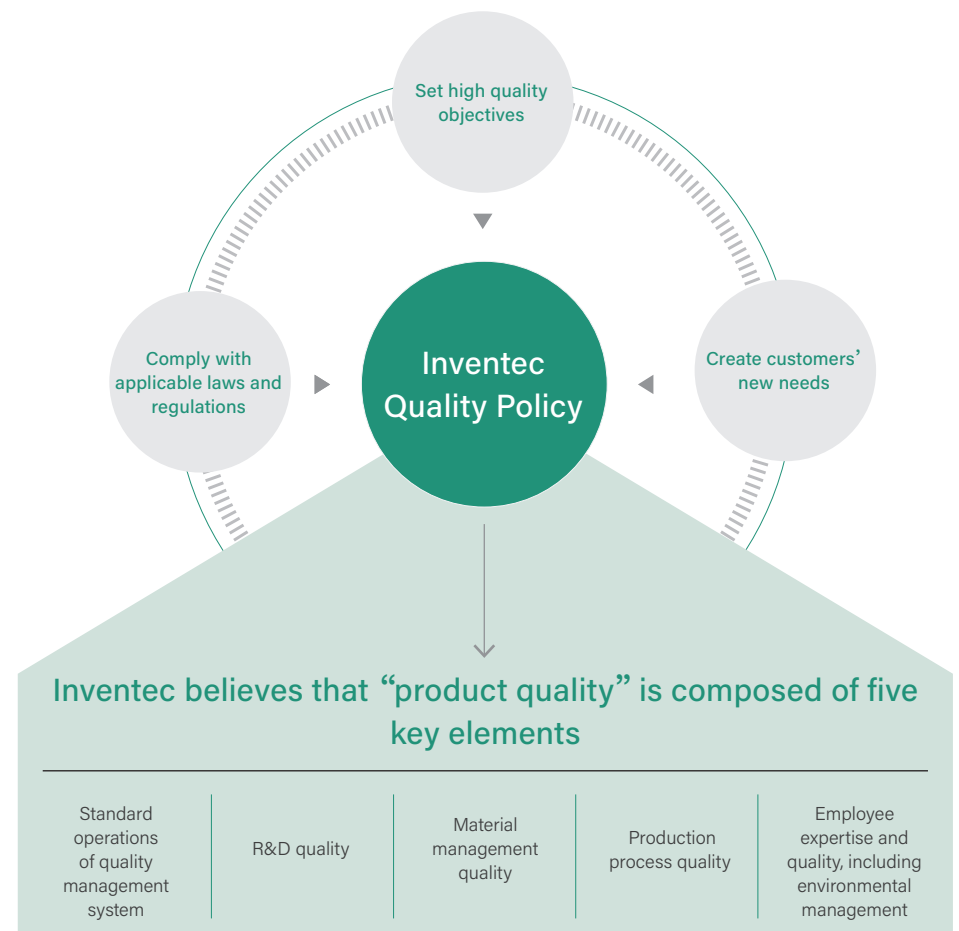 Set high quality
objectives
Comply with
applicable laws and
regulations
Inventec
Quality Policy
Create customers’
new needs
Inventec believes that “product quality” is composed of five
key elements
Standard
operations
of quality
management
system
R&D quality
Material
management
quality
Production
process quality
Employee
expertise and
quality, including
environmental
management